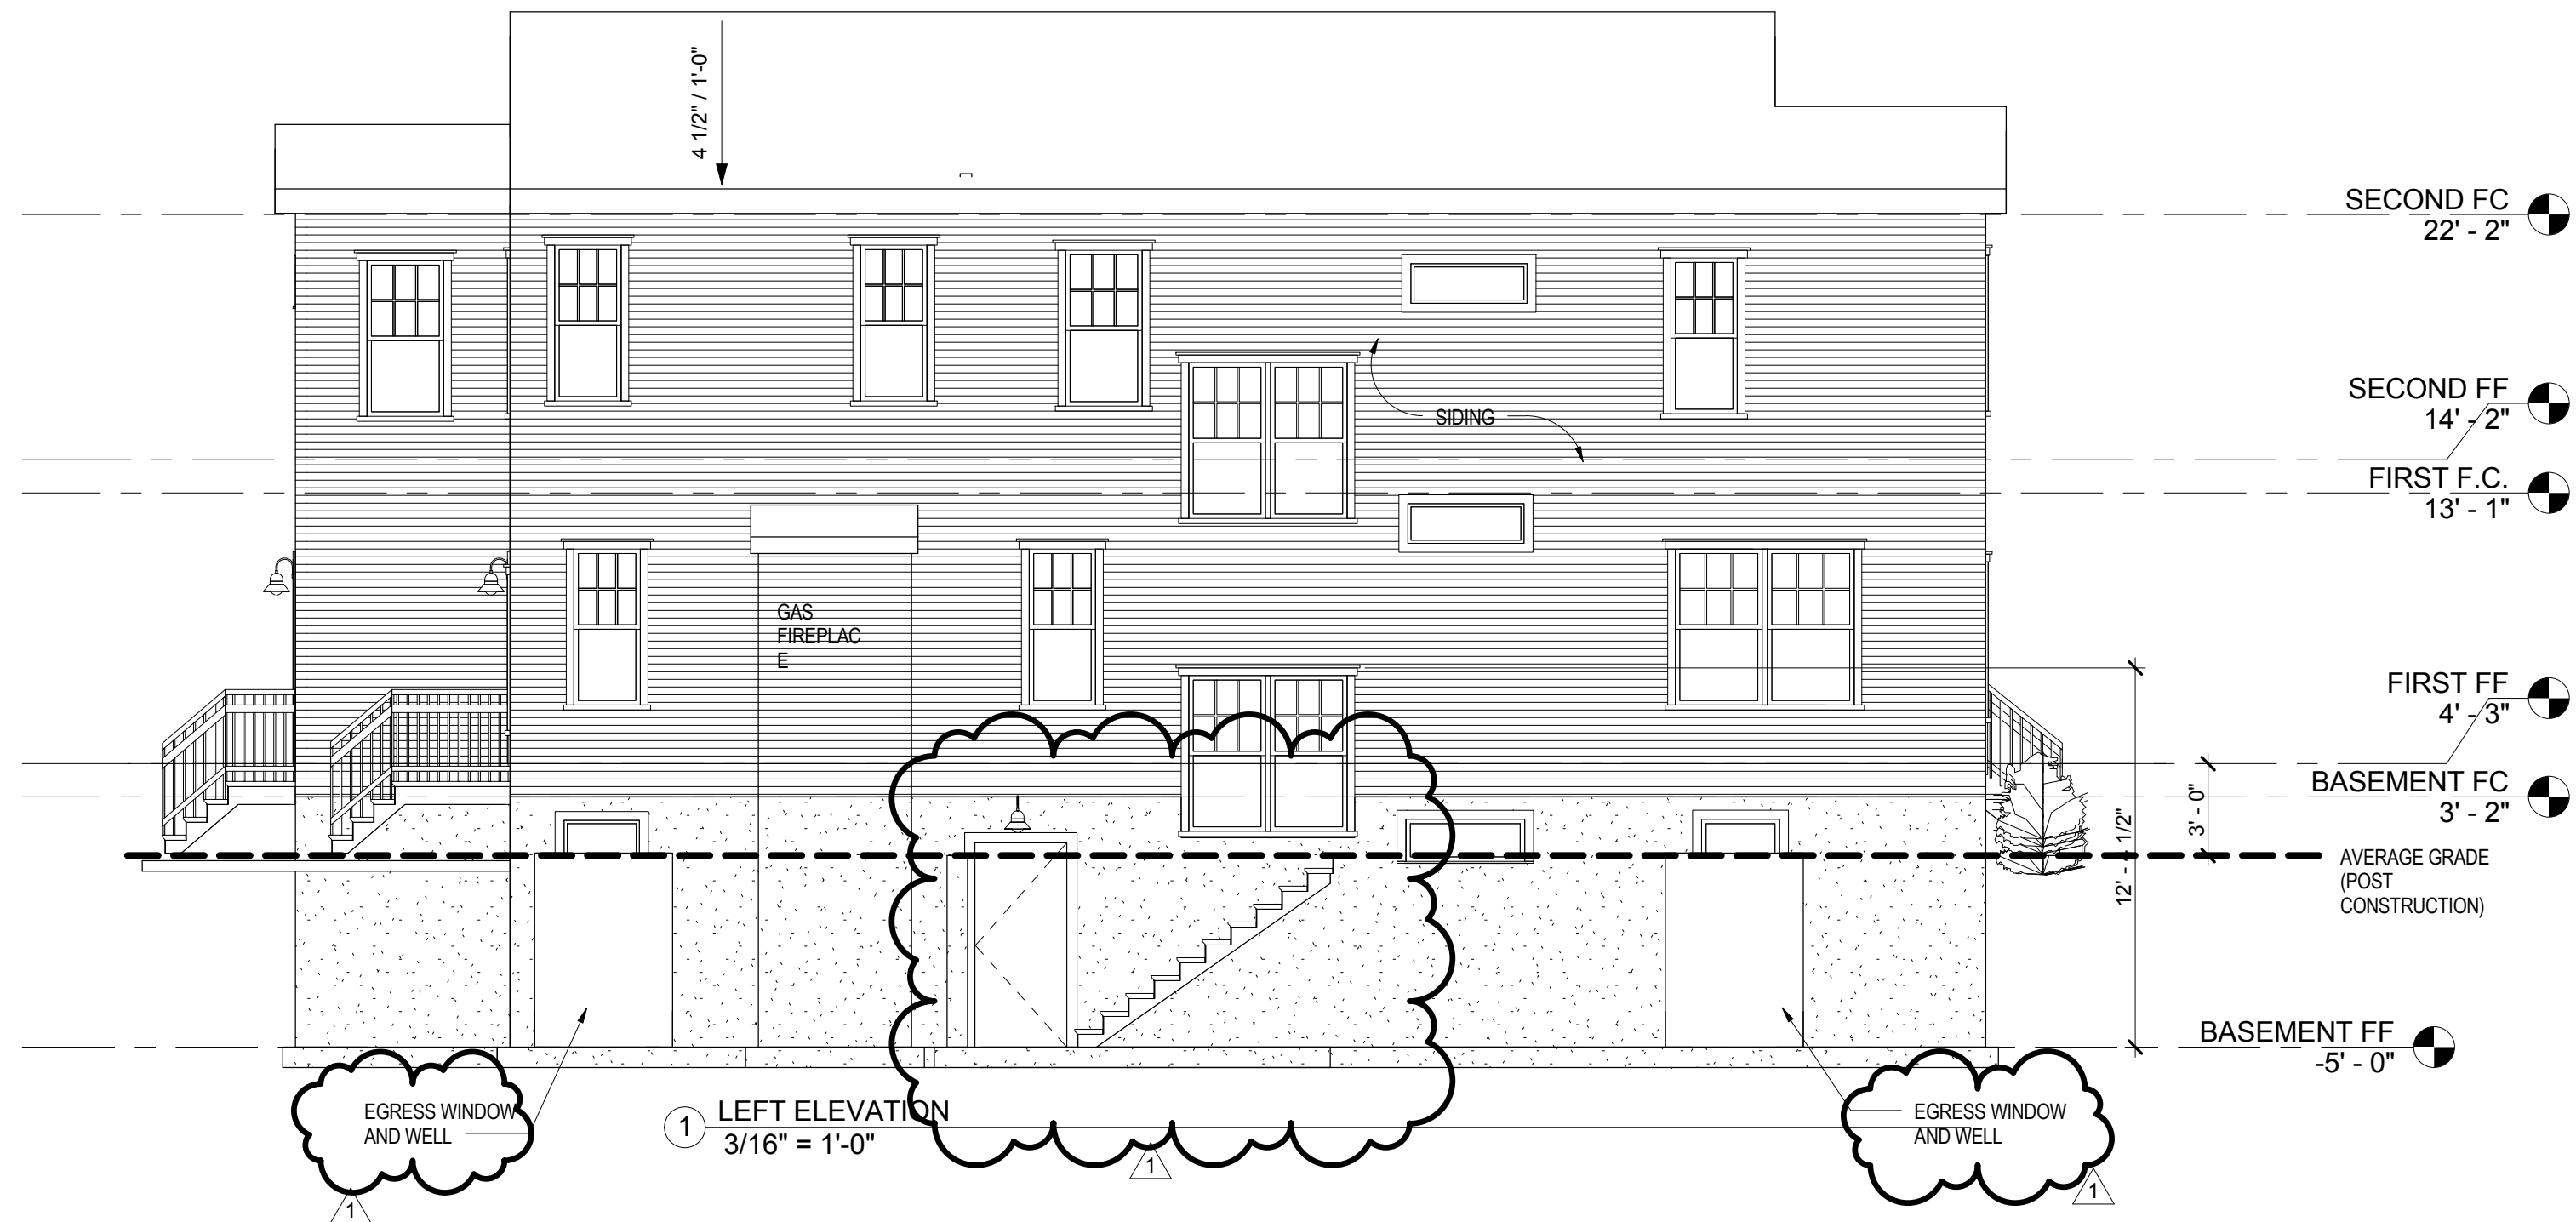 4 1/2" / 1'-0"
SECOND FC
22' - 2"
SECOND FF
14' - 2"
SIDING
FIRST F.C.
13' - 1"
GAS
FIREPLAC
E
FIRST FF
4' - 3"
BASEMENT FC
3' - 2"
3' - 0"
12' - 4 1/2"
AVERAGE GRADE
(POST
CONSTRUCTION)
BASEMENT FF
-5' - 0"
EGRESS WINDOW
AND WELL
1
1
LEFT ELEVATION
3/16" = 1'-0"
1
EGRESS WINDOW
AND WELL
1